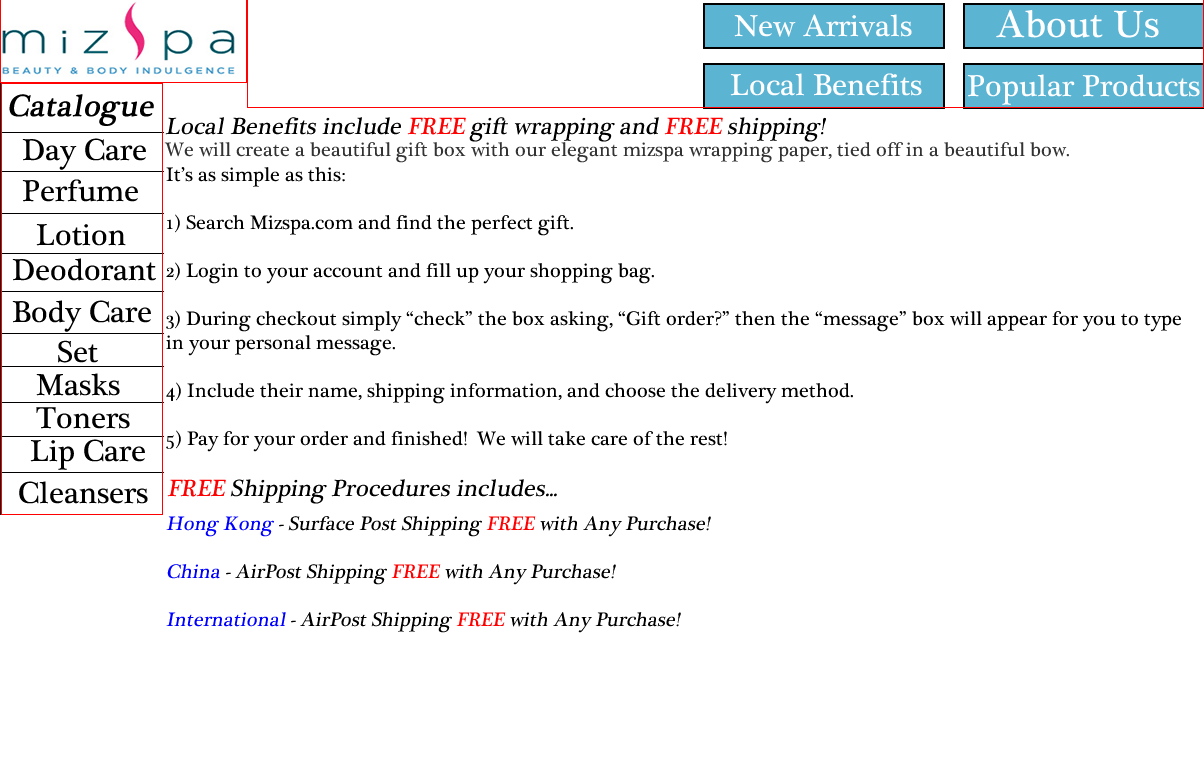 mizspa
BEAUTY & BODY INDULGENCE
New Arrivals
About Us
Local Benefits
Popular Products
Catalogue
Day Care
Perfume
Lotion
Deodorant
Body Care
Set
Masks
Toners
Lip Care
Cleansers
Local Benefits include FREE gift wrapping and FREE shipping!
We will create a beautiful gift box with our elegant mizspa wrapping paper, tied off in a beautiful bow.
It’s as simple as this:
1) Search Mizspa.com and find the perfect gift.
2) Login to your account and fill up your shopping bag.
3) During checkout simply “check” the box asking, “Gift order?” then the “message” box will appear for you to type
in your personal message.
4) Include their name, shipping information, and choose the delivery method.
5) Pay for your order and finished!  We will take care of the rest!
FREE Shipping Procedures includes...
Hong Kong - Surface Post Shipping FREE with Any Purchase!
China - AirPost Shipping FREE with Any Purchase!
International - AirPost Shipping FREE with Any Purchase!